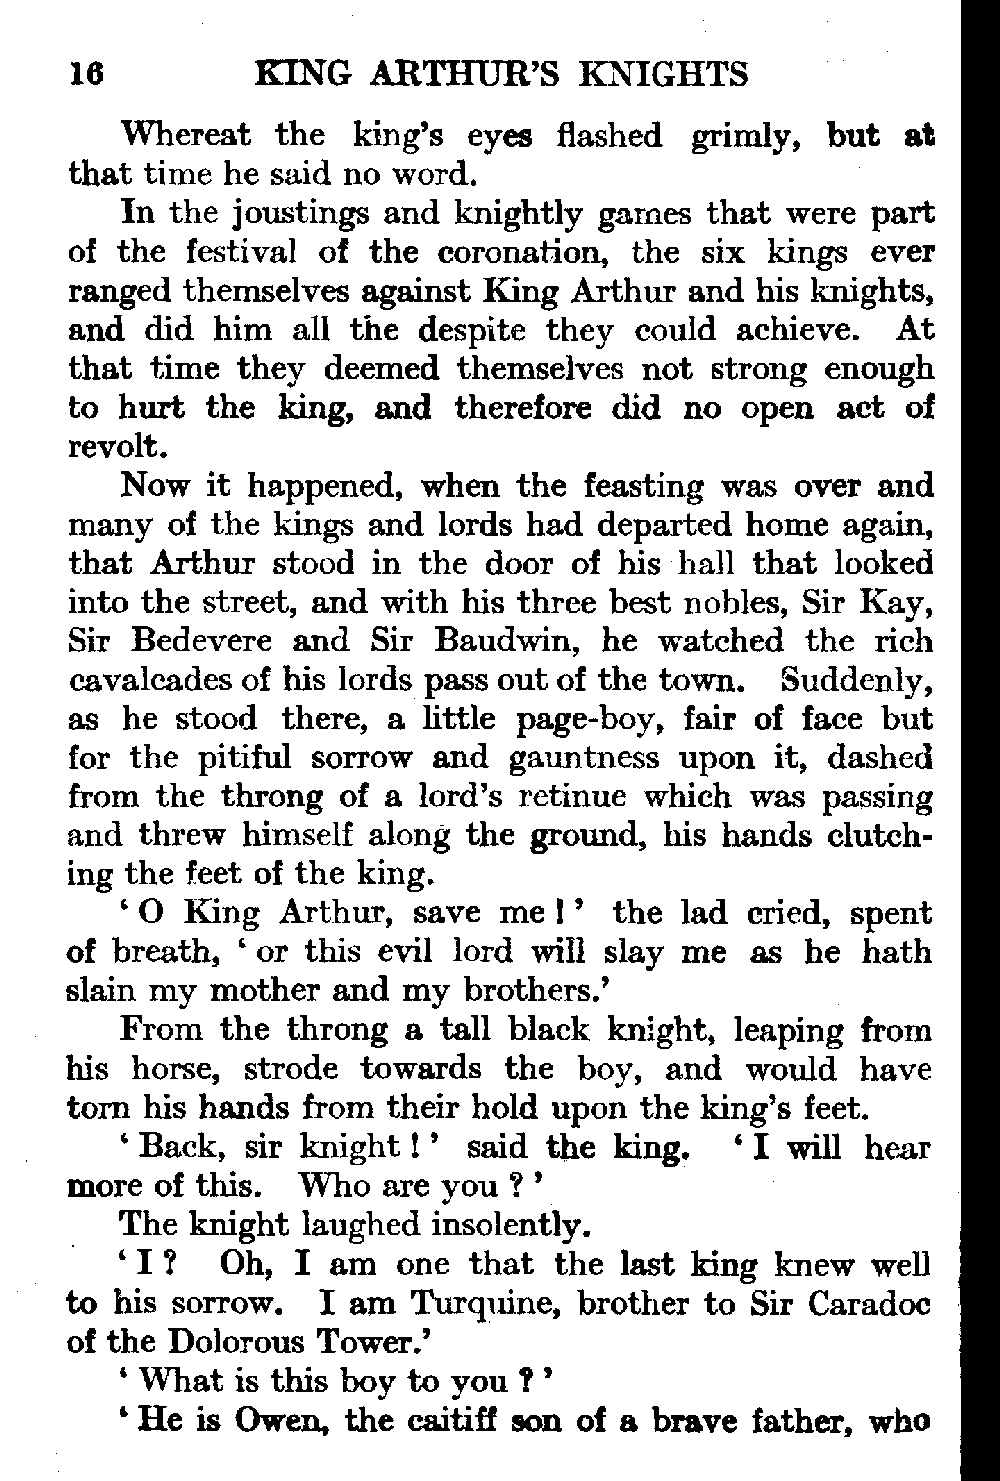 16 KING ARTHUR'S KNIGHTS
Whereat the king's eyes flashed grimly, but at
that time he said no word.
In the joustings and knightly games that were part
of the festival of the coronation, the six kings ever
ranged themselves against King Arthur and his knights,
and did him all the despite they could achieve. At
that time they deemed themselves not strong enough
to hurt the king, and therefore did no open act of
revolt.
Now it happened, when the feasting was over and
many of the kings and lords had departed home again,
that Arthur stood in the door of his hall that looked
into the street, and with his three best nobles, Sir Kay,
Sir Bedevere and Sir Baudwin, he watched the rich
cavalcades of his lords pass out of the town. Suddenly,
as he stood there, a little page-boy, fair of face but
for the pitiful sorrow and gauntness upon it, dashed
from the throng of a lord's retinue which was passing
and threw himself along the ground, his hands clutch-
ing the feet of the king.
‘ O King Arthur, save me ! ’ the lad cried, spent
of breath, ‘ or this evil lord will slay me as he hath
slain my mother and my brothers.’
From the throng a tall black knight, leaping from
his horse, strode towards the boy, and would have
torn his hands from their hold upon the king's feet.
‘ Back, sir knight ! ’ said the king. ‘ I will hear
more of this. Who are you ? ’
The knight laughed insolently.
‘ I ? Oh, I am one that the last king knew well
to his sorrow. I am Turquine, brother to Sir Caradoc
of the Dolorous Tower.’
‘ What is this boy to you ? ’
‘ He is Owen, the caitiff son of a brave father, who